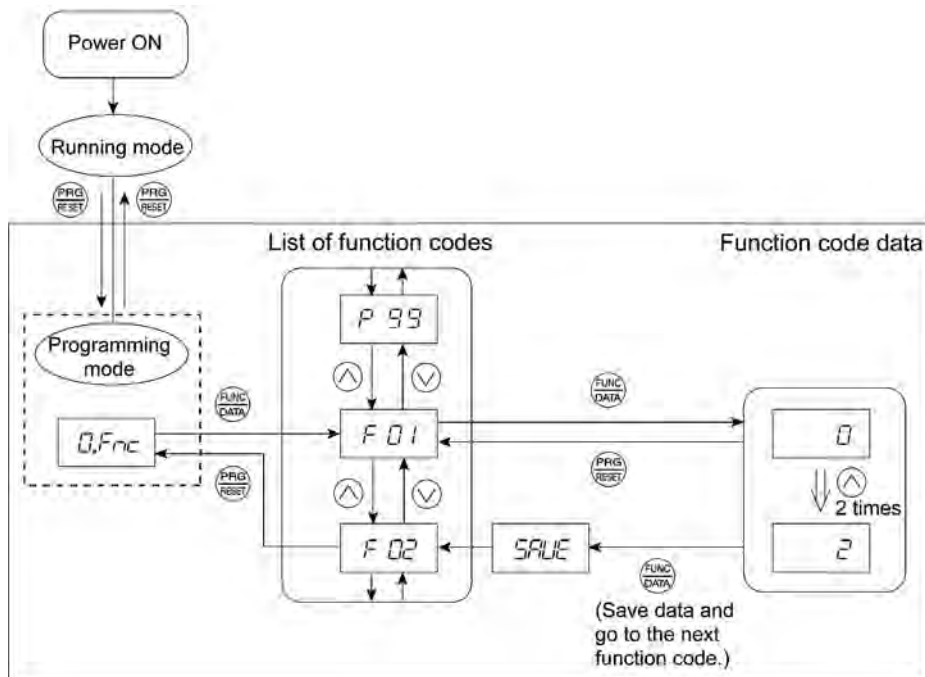 Power ON
Running mode
PRG
RESET
PRG
RESET
List of function codes
Function code data
P 99
Programming
mode
FUNC
DATA
FUNC
DATA
0.Fnc
F 01
0
PRG
RESET
PRG
RESET
2 times
F 02
SAVE
2
FUNC
DATA
(Save data and
go to the next
function code.)